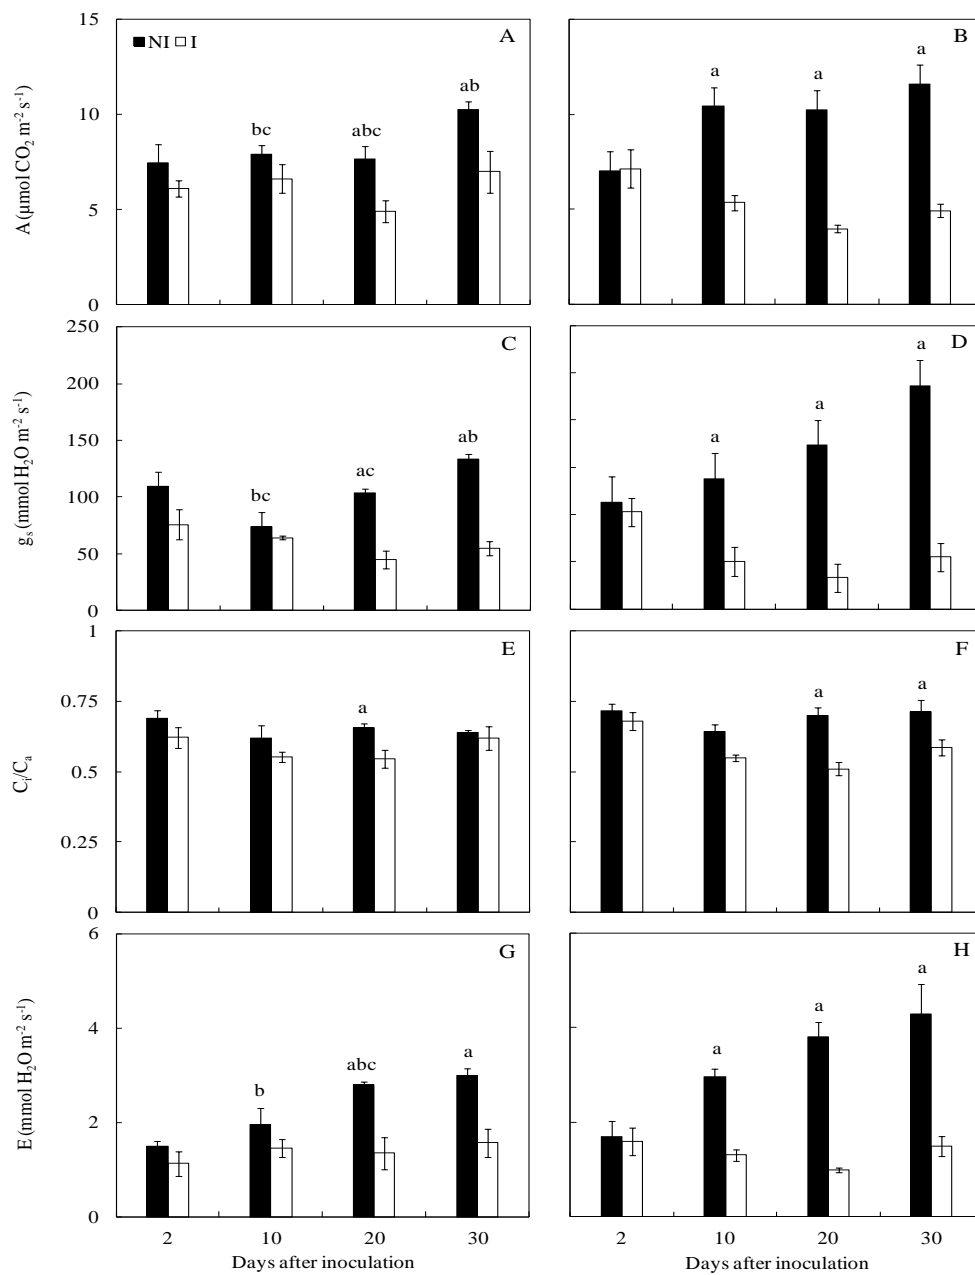 15
10
5
0
A (μmol CO₂ m⁻² s⁻¹)
NI I
A
bc
abc
ab
B
a
a
a
250
200
150
100
50
0
gₛ (mmol H₂O m⁻² s⁻¹)
C
bc
ac
ab
D
a
a
a
1
0.75
0.5
0.25
0
Cᵢ/Cₐ
E
a
F
a
a
6
4
2
0
E (mmol H₂O m⁻² s⁻¹)
G
b
abc
a
H
a
a
a
2 10 20 30
Days after inoculation
2 10 20 30
Days after inoculation